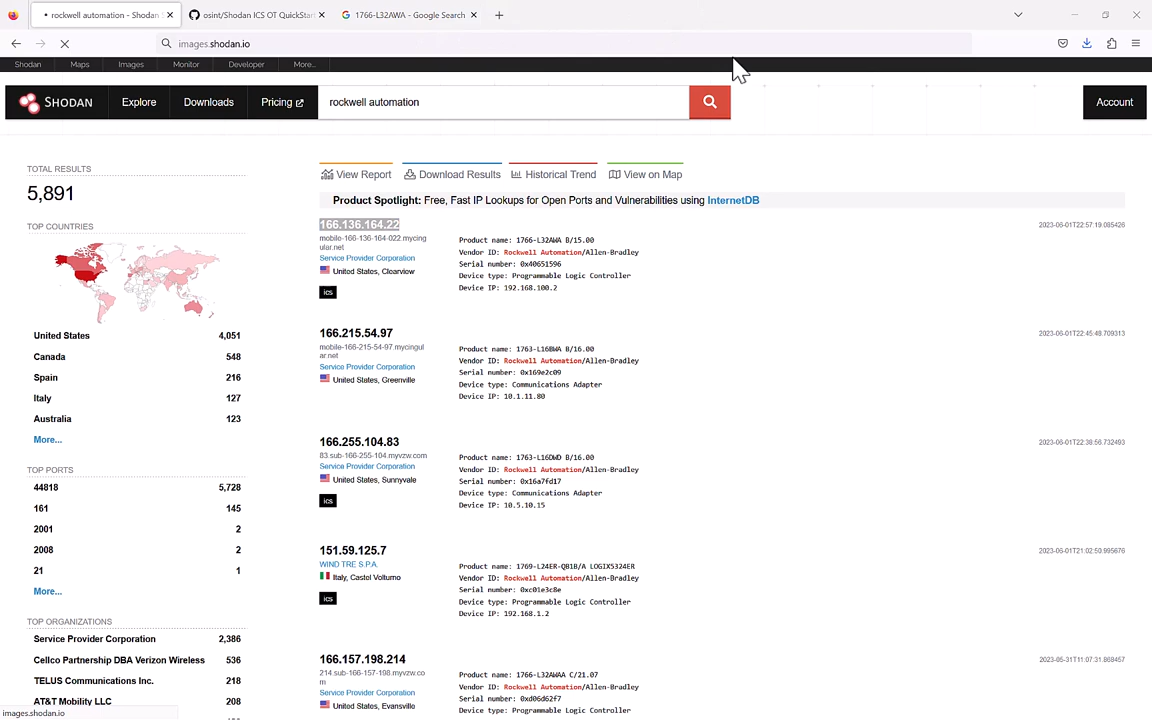 rockwell automation - Shodan S
osint/Shodan ICS OT QuickStart
1766-L32AWA - Google Search
images.shodan.io
Shodan
Maps
Images
Monitor
Developer
More...
SHODAN
Explore
Downloads
Pricing
rockwell automation
Account
TOTAL RESULTS
5,891
TOP COUNTRIES
United States 4,051
Canada 548
Spain 216
Italy 127
Australia 123
More...
TOP PORTS
44818 5,728
161 145
2001 2
2008 2
21 1
More...
TOP ORGANIZATIONS
Service Provider Corporation 2,386
Cellco Partnership DBA Verizon Wireless 536
TELUS Communications Inc. 218
AT&T Mobility LLC 208
View Report
Download Results
Historical Trend
View on Map
Product Spotlight: Free, Fast IP Lookups for Open Ports and Vulnerabilities using InternetDB
166.136.164.22
mobile-166-136-164-022.mycing
ular.net
Service Provider Corporation
United States, Clearview
ics
Product name: 1766-L32AWA B/15.00
Vendor ID: Rockwell Automation/Allen-Bradley
Serial number: 0x40651596
Device type: Programmable Logic Controller
Device IP: 192.168.100.2
2023-06-01T22:57:19.085426
166.215.54.97
mobile-166-215-54-97.mycingul
ar.net
Service Provider Corporation
United States, Greenville
Product name: 1763-L16BWA B/16.00
Vendor ID: Rockwell Automation/Allen-Bradley
Serial number: 0x169e2c09
Device type: Communications Adapter
Device IP: 10.1.11.80
2023-06-01T22:45:48.709313
166.255.104.83
83.sub-166-255-104.myvzw.com
Service Provider Corporation
United States, Sunnyvale
ics
Product name: 1763-L16DWD B/16.00
Vendor ID: Rockwell Automation/Allen-Bradley
Serial number: 0x16a7fd17
Device type: Communications Adapter
Device IP: 10.5.10.15
2023-06-01T22:38:56.732493
151.59.125.7
WIND TRE S.P.A.
Italy, Castel Volturno
ics
Product name: 1769-L24ER-QB1B/A LOGIX5324ER
Vendor ID: Rockwell Automation/Allen-Bradley
Serial number: 0xc01e3c8e
Device type: Programmable Logic Controller
Device IP: 192.168.1.2
2023-06-01T21:02:50.995676
166.157.198.214
214.sub-166-157-198.myvzw.co
m
Service Provider Corporation
United States, Evansville
Product name: 1766-L32AWAA C/21.07
Vendor ID: Rockwell Automation/Allen-Bradley
Serial number: 0xd06d62f7
Device type: Programmable Logic Controller
2023-05-31T11:07:31.868457
images.shodan.io